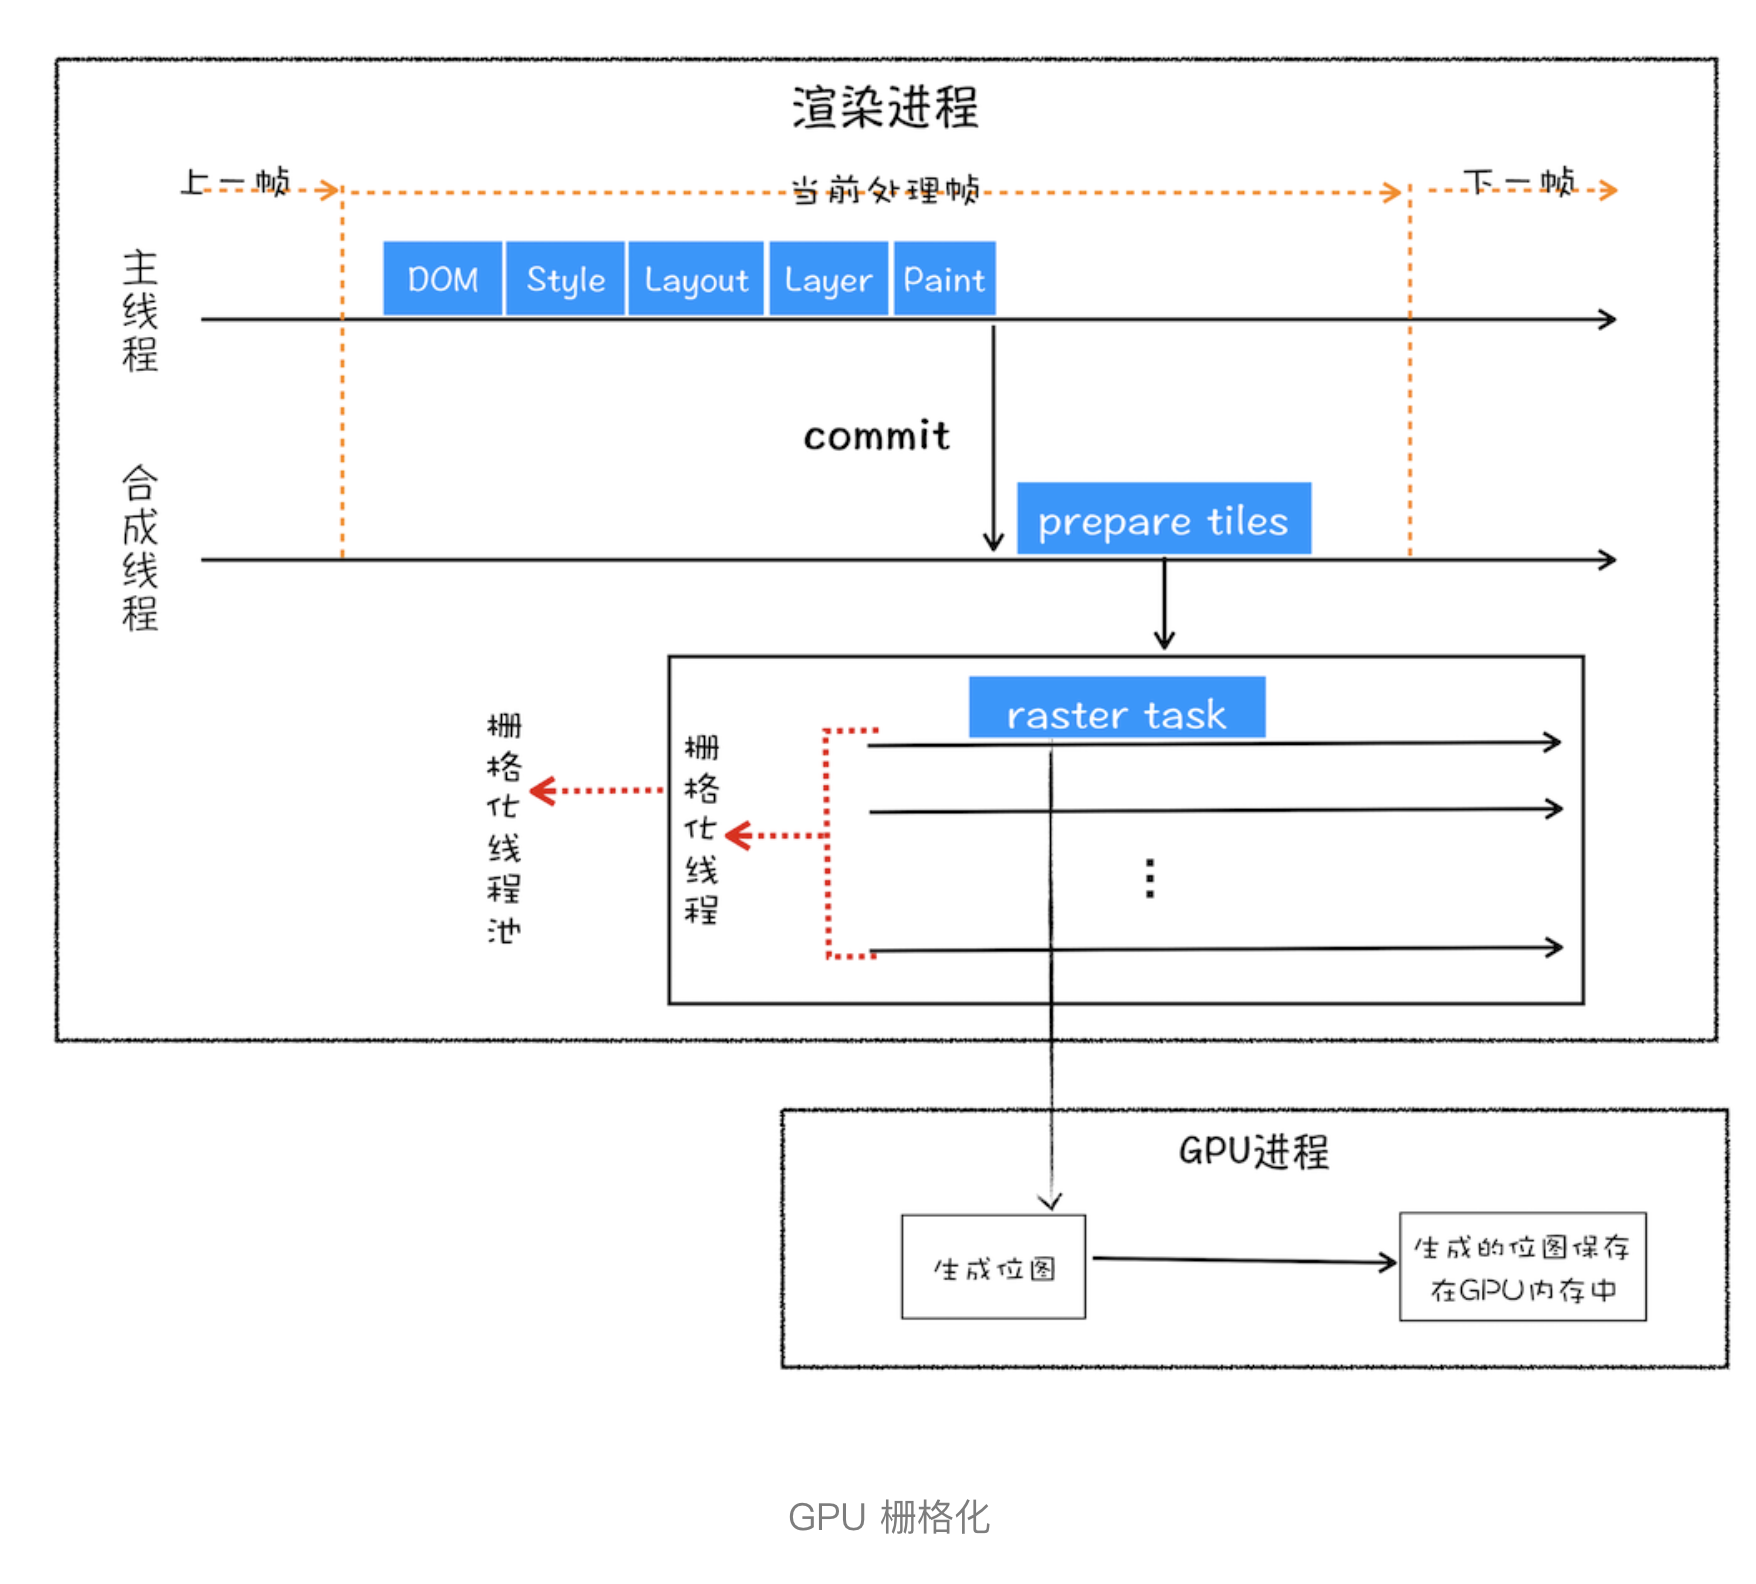 渲染进程
上一帧
当前处理帧
下一帧
主线程
DOM
Style
Layout
Layer
Paint
commit
合成线程
prepare tiles
raster task
栅格化线程池
栅格化线程
GPU进程
生成位图
生成的位图保存
在GPU内存中
GPU 栅格化